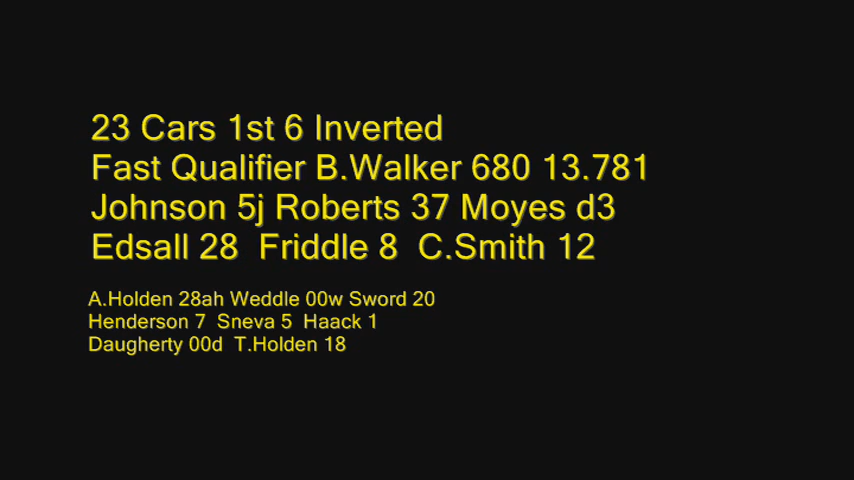 23 Cars 1st 6 Inverted
Fast Qualifier B.Walker 680 13.781
Johnson 5j Roberts 37 Moyes d3
Edsall 28  Friddle 8  C.Smith 12
A.Holden 28ah Weddle 00w Sword 20
Henderson 7  Sneva 5  Haack 1
Daugherty 00d  T.Holden 18